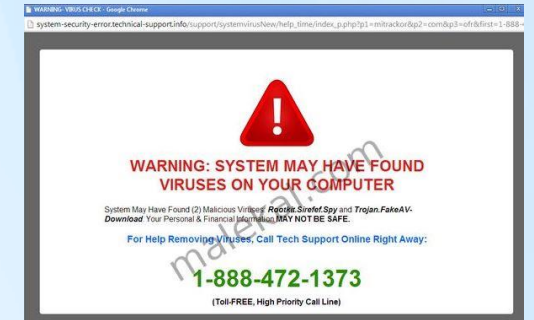 WARNING- VIRUS CHECK - Google Chrome
system-security-error.technical-support.info/support/systemvirusNew/help_time/index_p.php?p1=mitrackor&p2=com&p3=ofr&first=1-888-
WARNING: SYSTEM MAY HAVE FOUND
VIRUSES ON YOUR COMPUTER
System May Have Found (2) Malicious Viruses: Rootkit.Sirefef.Spy and Trojan.FakeAV-
Download. Your Personal & Financial Information MAY NOT BE SAFE.
For Help Removing Viruses, Call Tech Support Online Right Away:
1-888-472-1373
(Toll-FREE, High Priority Call Line)
malekal.com